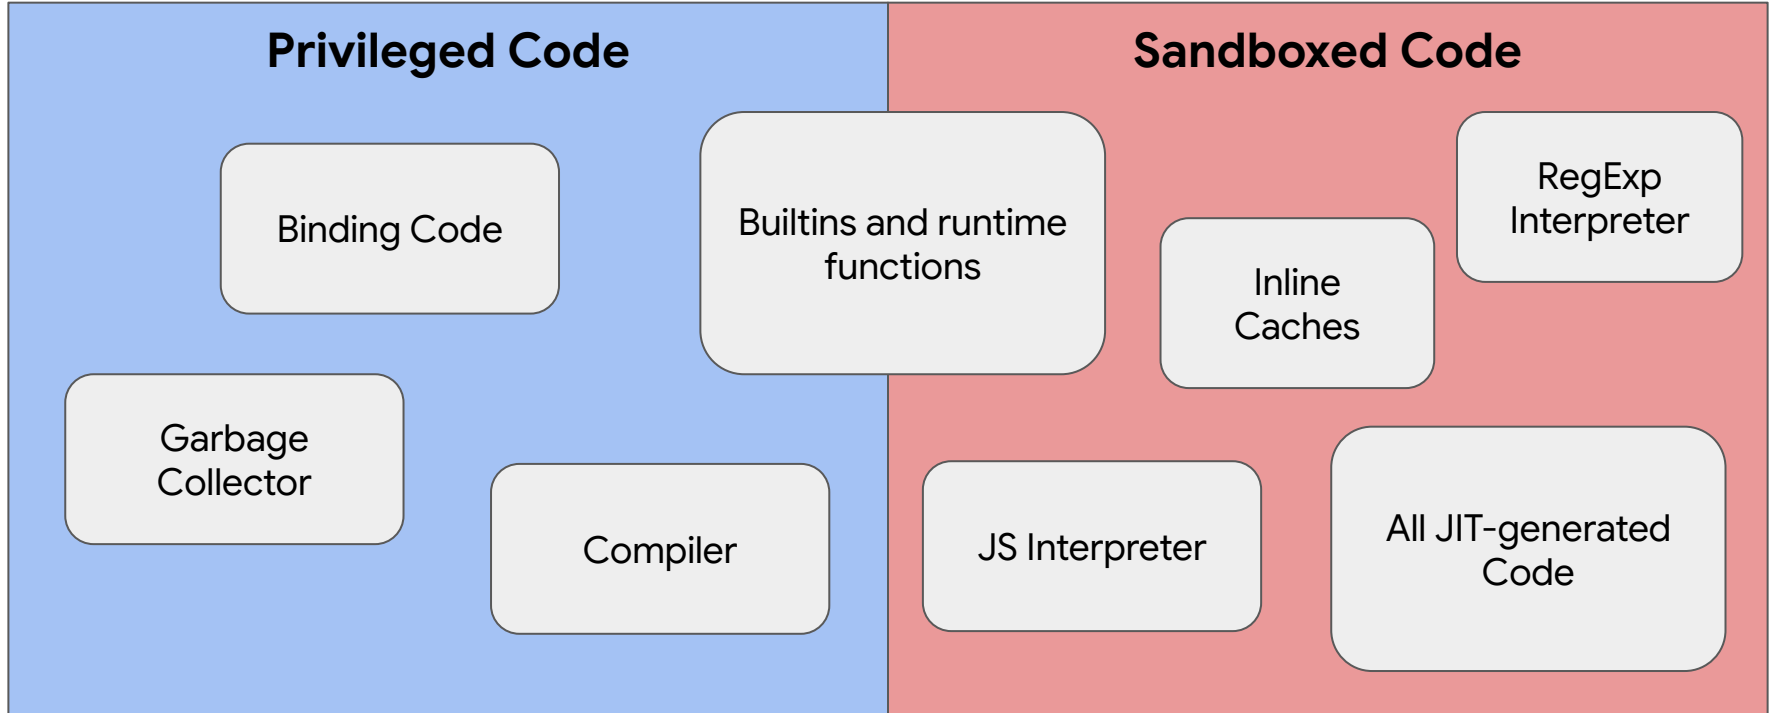 Privileged Code
Sandboxed Code
Binding Code
Builtins and runtime
functions
RegExp
Interpreter
Inline
Caches
Garbage
Collector
Compiler
JS Interpreter
All JIT-generated
Code